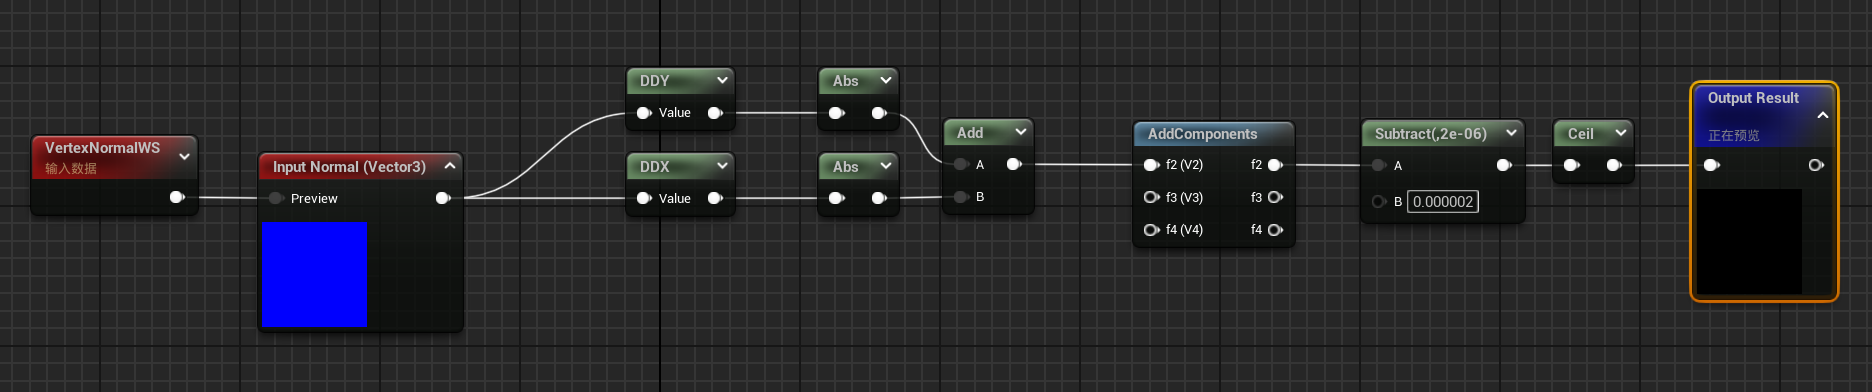 VertexNormalWS
输入数据
Input Normal (Vector3)
Preview
DDY
Value
DDX
Value
Abs
Abs
Add
A
B
AddComponents
f2 (V2) f2
f3 (V3) f3
f4 (V4) f4
Subtract(,2e-06)
A
B 0.000002
Ceil
Output Result
正在预览